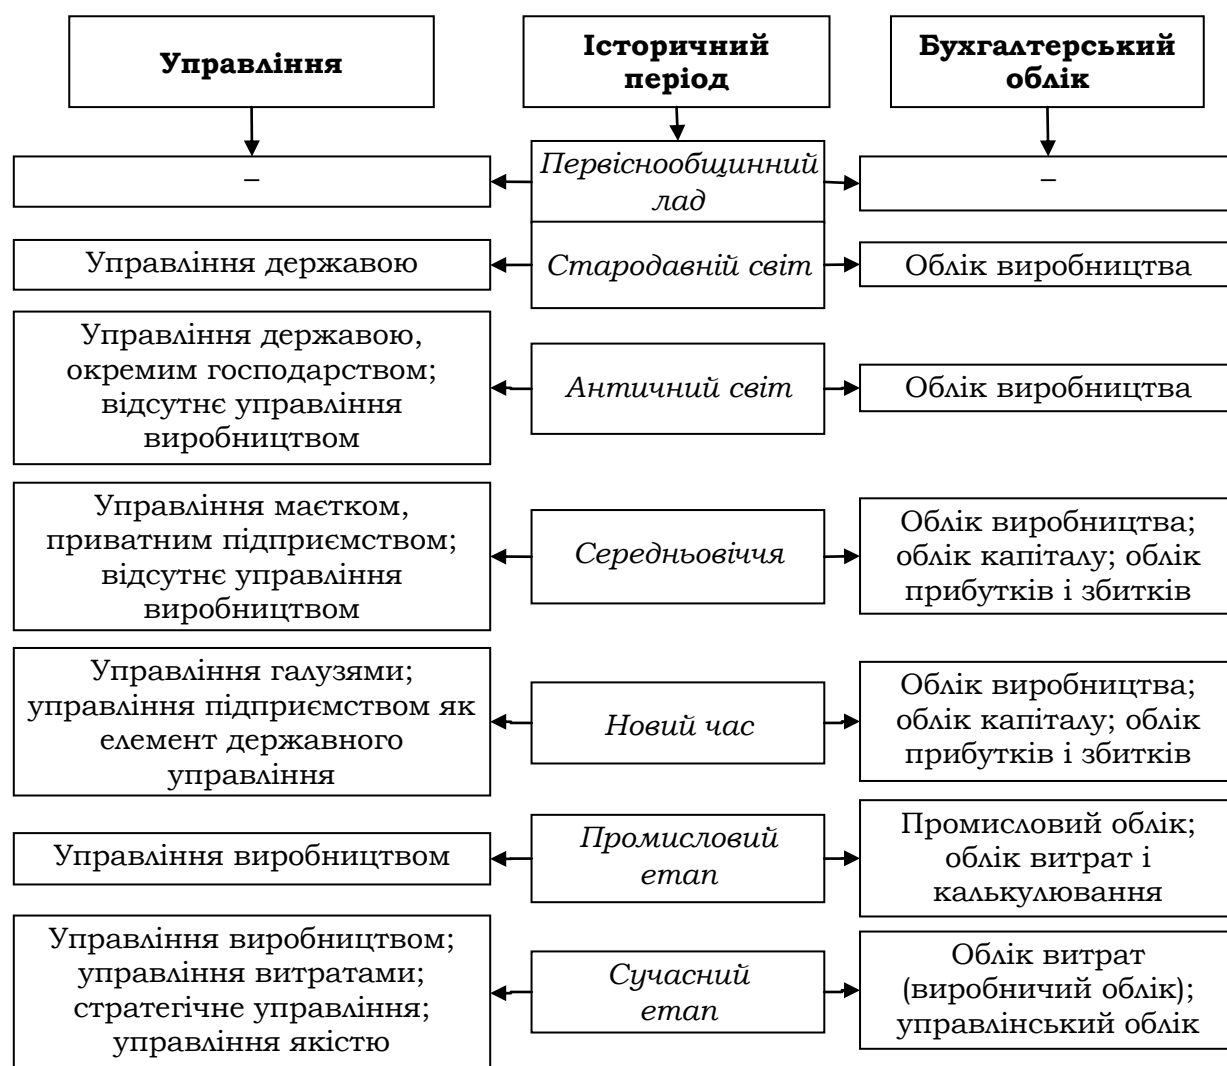 Управління
Історичний
період
Бухгалтерський
облік
–
Первіснообщинний
лад
–
Управління державою
Стародавній світ
Облік виробництва
Управління державою,
окремим господарством;
відсутнє управління
виробництвом
Античний світ
Облік виробництва
Управління маєтком,
приватним підприємством;
відсутнє управління
виробництвом
Середньовіччя
Облік виробництва;
облік капіталу; облік
прибутків і збитків
Управління галузями;
управління підприємством як
елемент державного
управління
Новий час
Облік виробництва;
облік капіталу; облік
прибутків і збитків
Управління виробництвом
Промисловий
етап
Промисловий облік;
облік витрат і
калькулювання
Управління виробництвом;
управління витратами;
стратегічне управління;
управління якістю
Сучасний
етап
Облік витрат
(виробничий облік);
управлінський облік